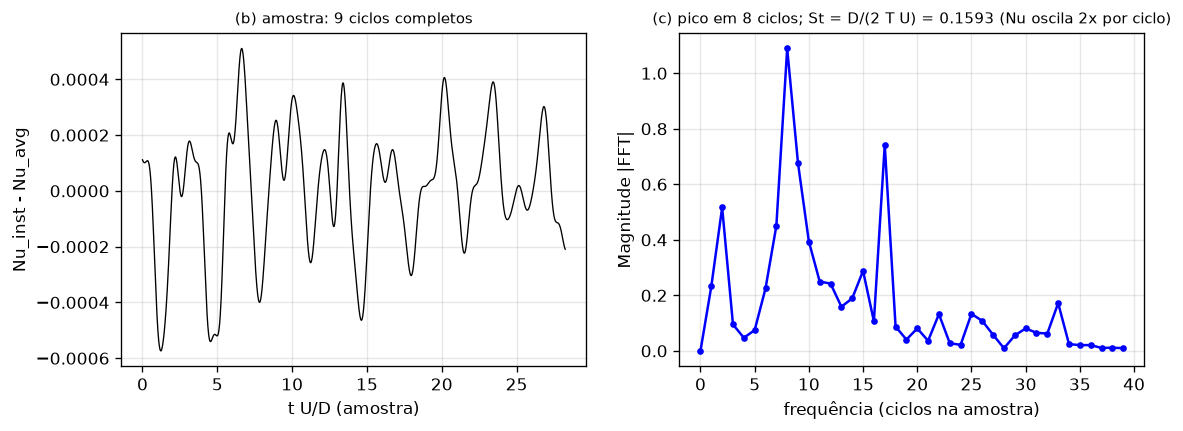 (b) amostra: 9 ciclos completos
Nu_inst - Nu_avg
0.0004
0.0002
0.0000
−0.0002
−0.0004
−0.0006
0 5 10 15 20 25
t U/D (amostra)
(c) pico em 8 ciclos; St = D/(2 T U) = 0.1593 (Nu oscila 2x por ciclo)
Magnitude |FFT|
1.0
0.8
0.6
0.4
0.2
0.0
0 5 10 15 20 25 30 35 40
frequência (ciclos na amostra)